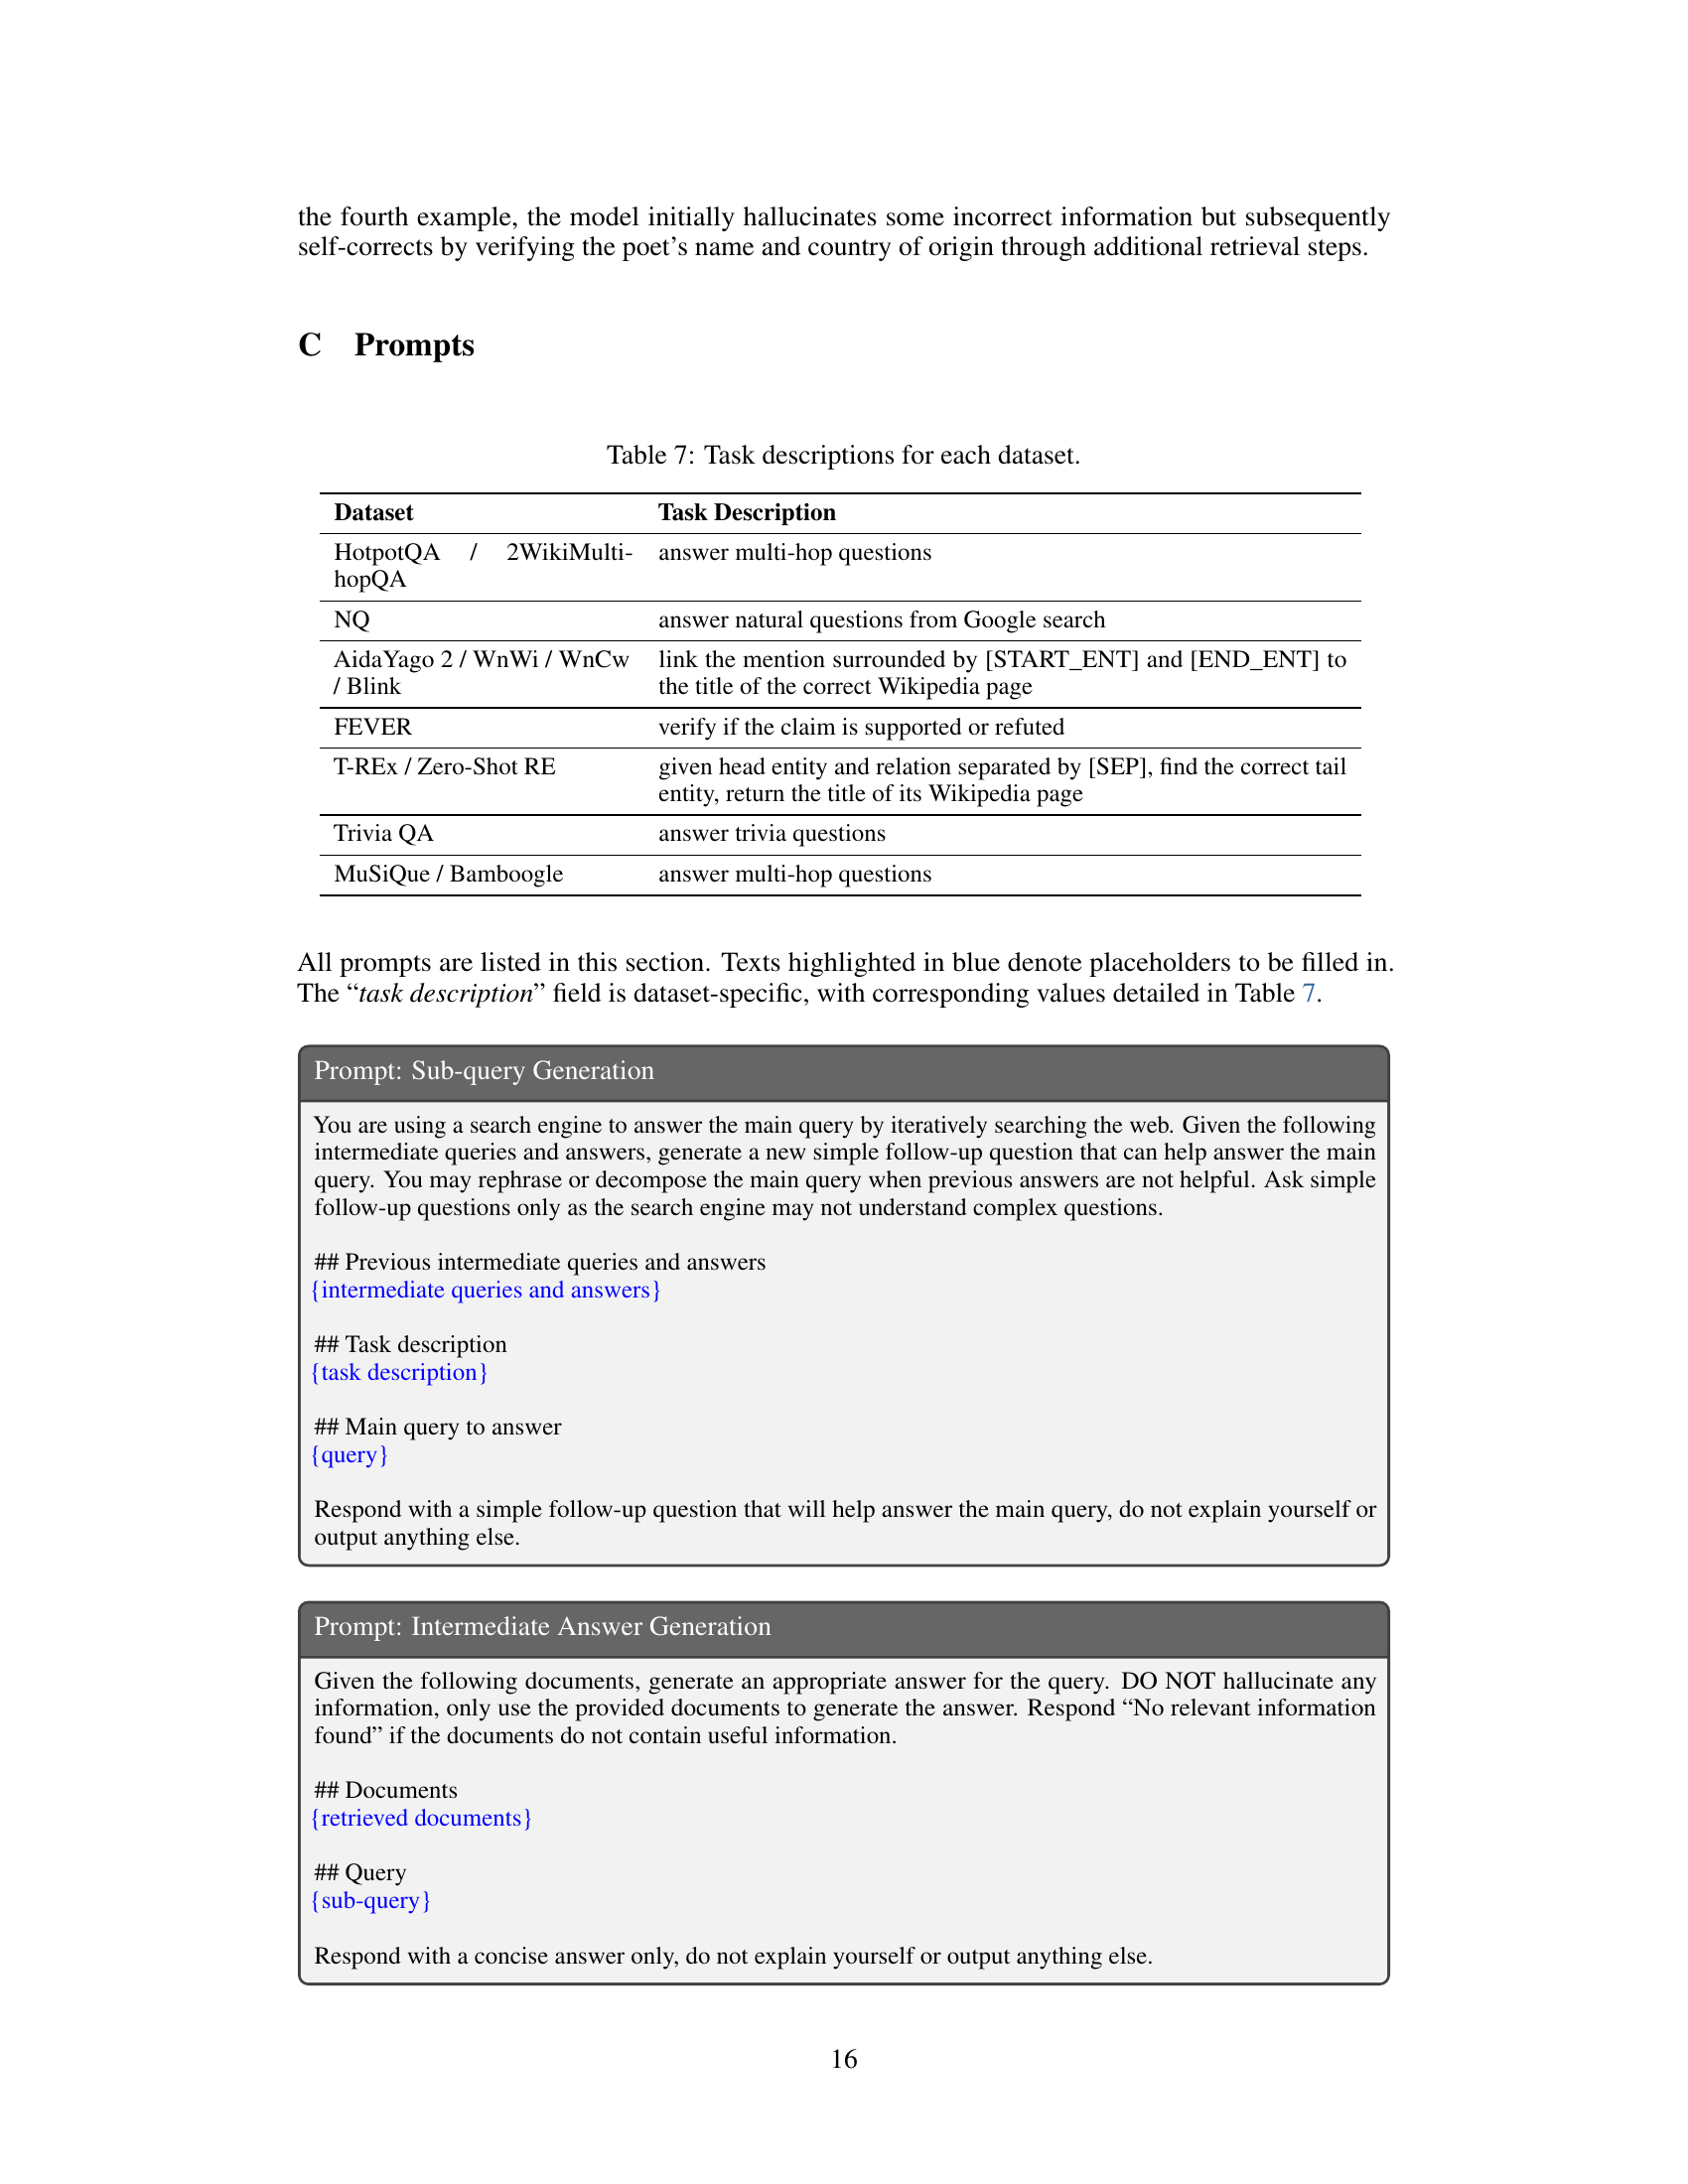 the fourth example, the model initially hallucinates some incorrect information but subsequently
self-corrects by verifying the poet's name and country of origin through additional retrieval steps.
C Prompts
Table 7: Task descriptions for each dataset.
Dataset Task Description
HotpotQA / 2WikiMulti- answer multi-hop questions
hopQA
NQ answer natural questions from Google search
AidaYago 2 / WnWi / WnCw link the mention surrounded by [START_ENT] and [END_ENT] to
/ Blink the title of the correct Wikipedia page
FEVER verify if the claim is supported or refuted
T-REx / Zero-Shot RE given head entity and relation separated by [SEP], find the correct tail
entity, return the title of its Wikipedia page
Trivia QA answer trivia questions
MuSiQue / Bamboogle answer multi-hop questions
All prompts are listed in this section. Texts highlighted in blue denote placeholders to be filled in.
The “task description” field is dataset-specific, with corresponding values detailed in Table 7.
Prompt: Sub-query Generation
You are using a search engine to answer the main query by iteratively searching the web. Given the following
intermediate queries and answers, generate a new simple follow-up question that can help answer the main
query. You may rephrase or decompose the main query when previous answers are not helpful. Ask simple
follow-up questions only as the search engine may not understand complex questions.
## Previous intermediate queries and answers
{intermediate queries and answers}
## Task description
{task description}
## Main query to answer
{query}
Respond with a simple follow-up question that will help answer the main query, do not explain yourself or
output anything else.
Prompt: Intermediate Answer Generation
Given the following documents, generate an appropriate answer for the query. DO NOT hallucinate any
information, only use the provided documents to generate the answer. Respond “No relevant information
found” if the documents do not contain useful information.
## Documents
{retrieved documents}
## Query
{sub-query}
Respond with a concise answer only, do not explain yourself or output anything else.
16